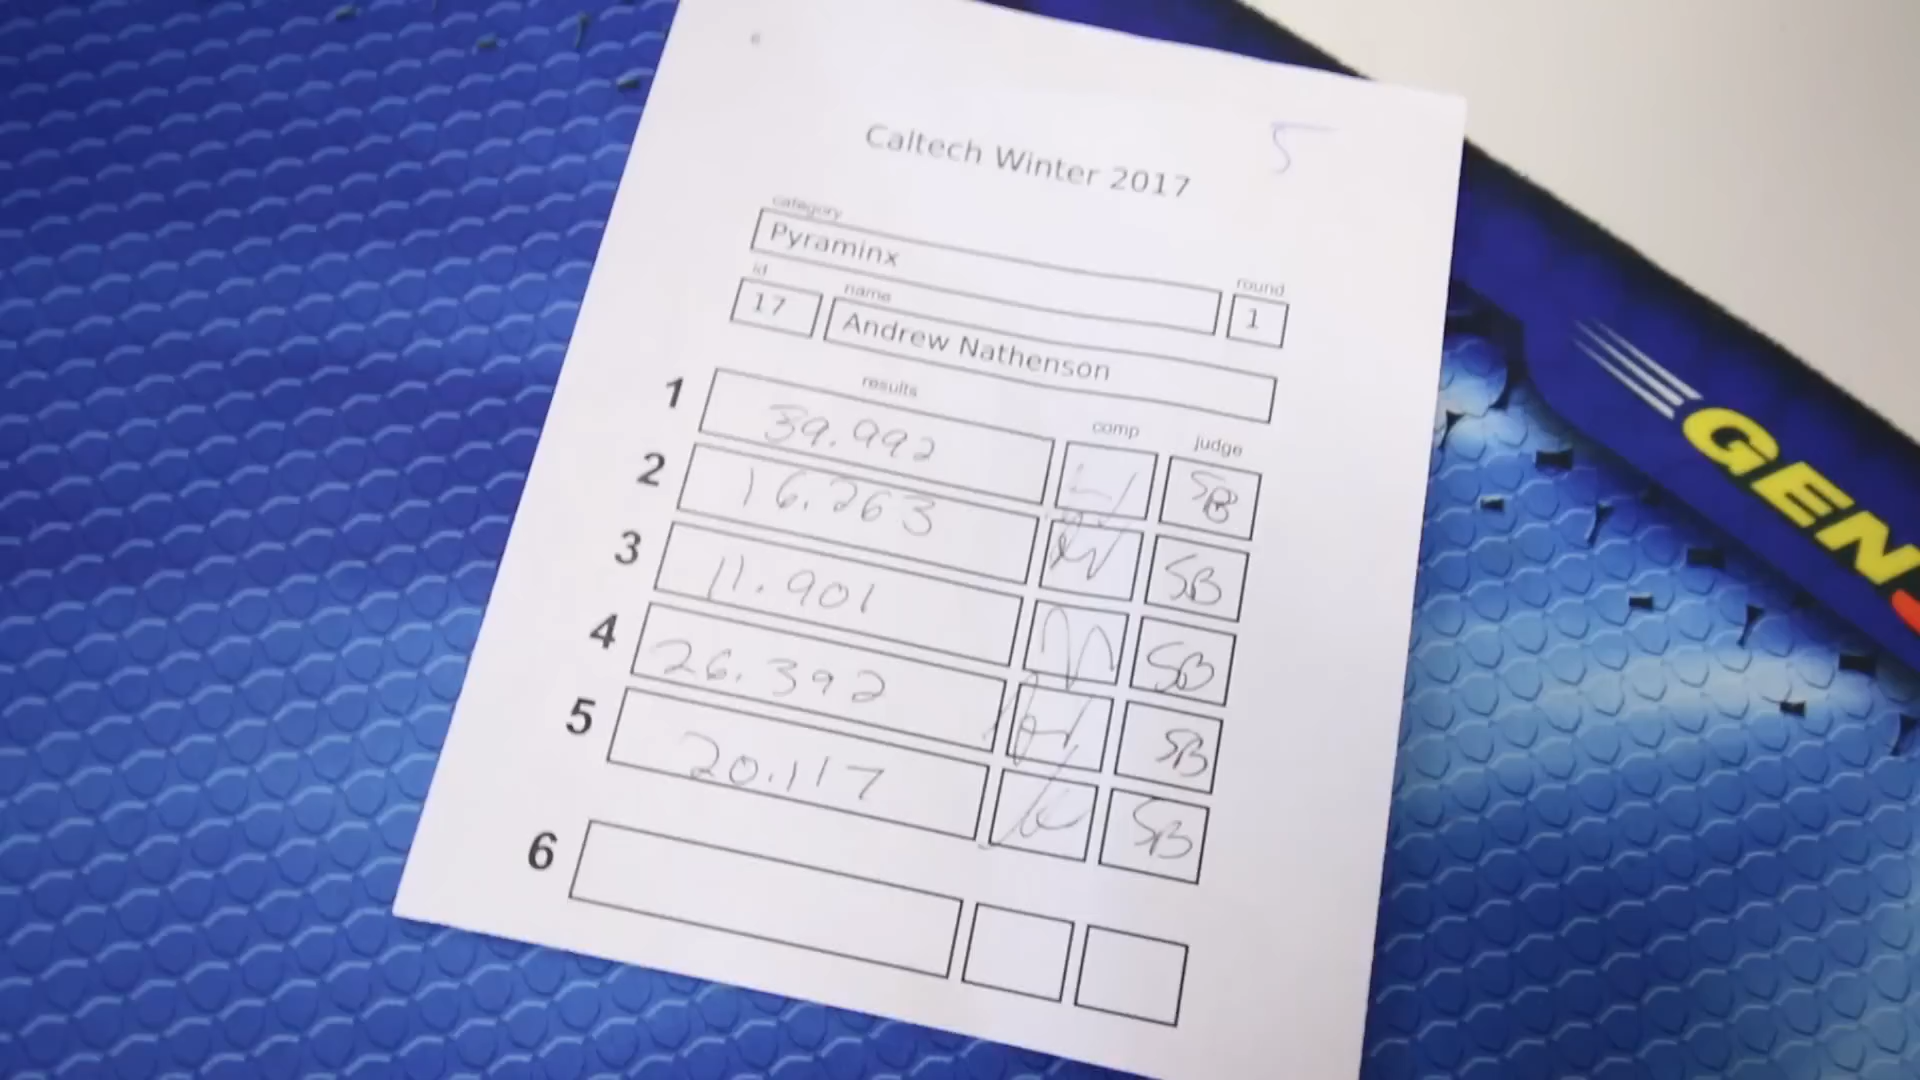 5
Caltech Winter 2017
category
Pyraminx
round
1
id
17
name
Andrew Nathenson
results
comp
judge
1
39.992
SB
2
16.263
SB
3
11.901
SB
4
26.392
SB
5
20.117
SB
6
GEN